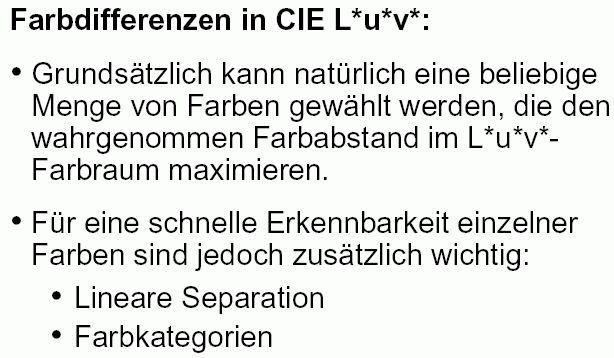 Farbdifferenzen in CIE L*u*v*:
• Grundsätzlich kann natürlich eine beliebige
Menge von Farben gewählt werden, die den
wahrgenommen Farbabstand im L*u*v*-
Farbraum maximieren.
• Für eine schnelle Erkennbarkeit einzelner
Farben sind jedoch zusätzlich wichtig:
• Lineare Separation
• Farbkategorien